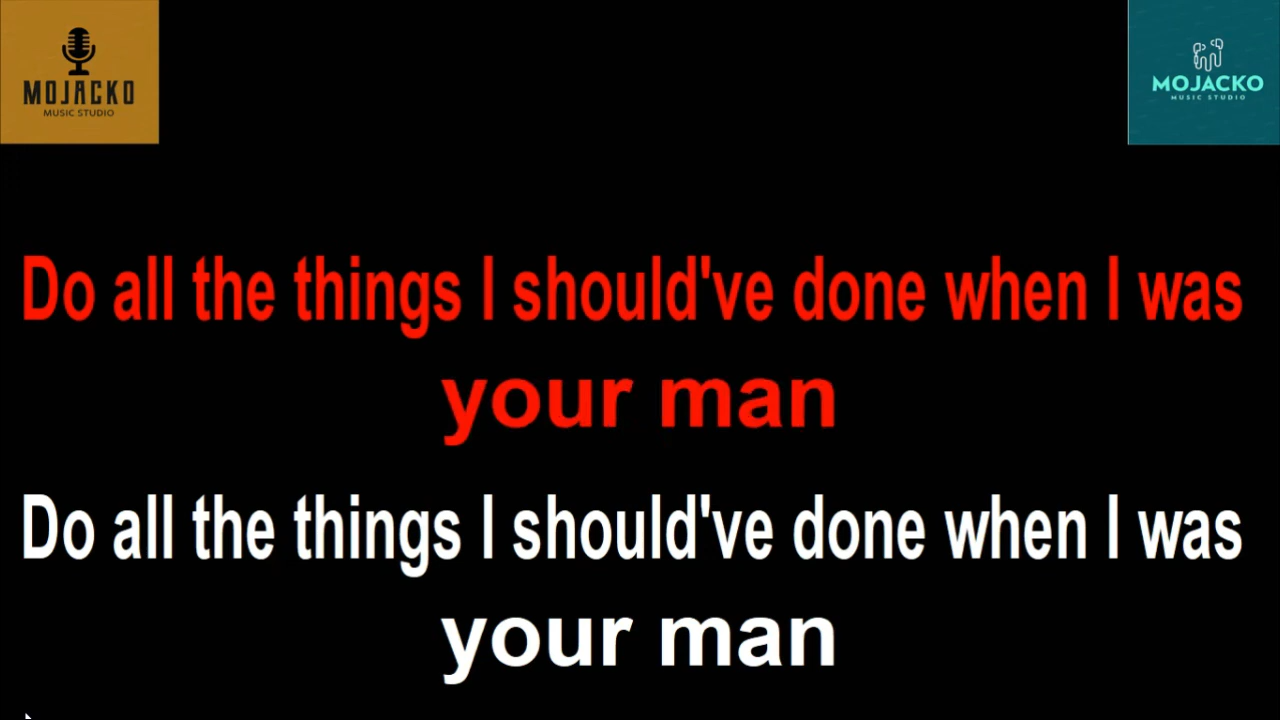 MOJACKO
MUSIC STUDIO
MOJACKO
MUSIC STUDIO
Do all the things I should've done when I was
your man
Do all the things I should've done when I was
your man